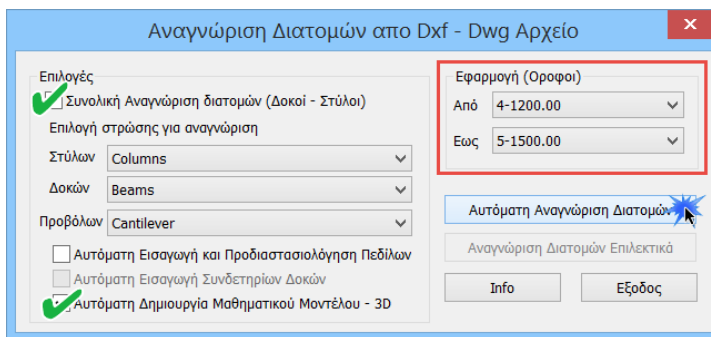 Αναγνώριση Διατομών απο Dxf - Dwg Αρχείο
Επιλογές
Συνολική Αναγνώριση διατομών (Δοκοί - Στύλοι)
Επιλογή στρώσης για αναγνώριση
Στύλων Columns
Δοκών Beams
Προβόλων Cantilever
Αυτόματη Εισαγωγή και Προδιαστασιολόγηση Πεδίλων
Αυτόματη Εισαγωγή Συνδετηρίων Δοκών
Αυτόματη Δημιουργία Μαθηματικού Μοντέλου - 3D
Εφαρμογή (Οροφοι)
Από 4-1200.00
Εως 5-1500.00
Αυτόματη Αναγνώριση Διατομών
Αναγνώριση Διατομών Επιλεκτικά
Info Εξοδος